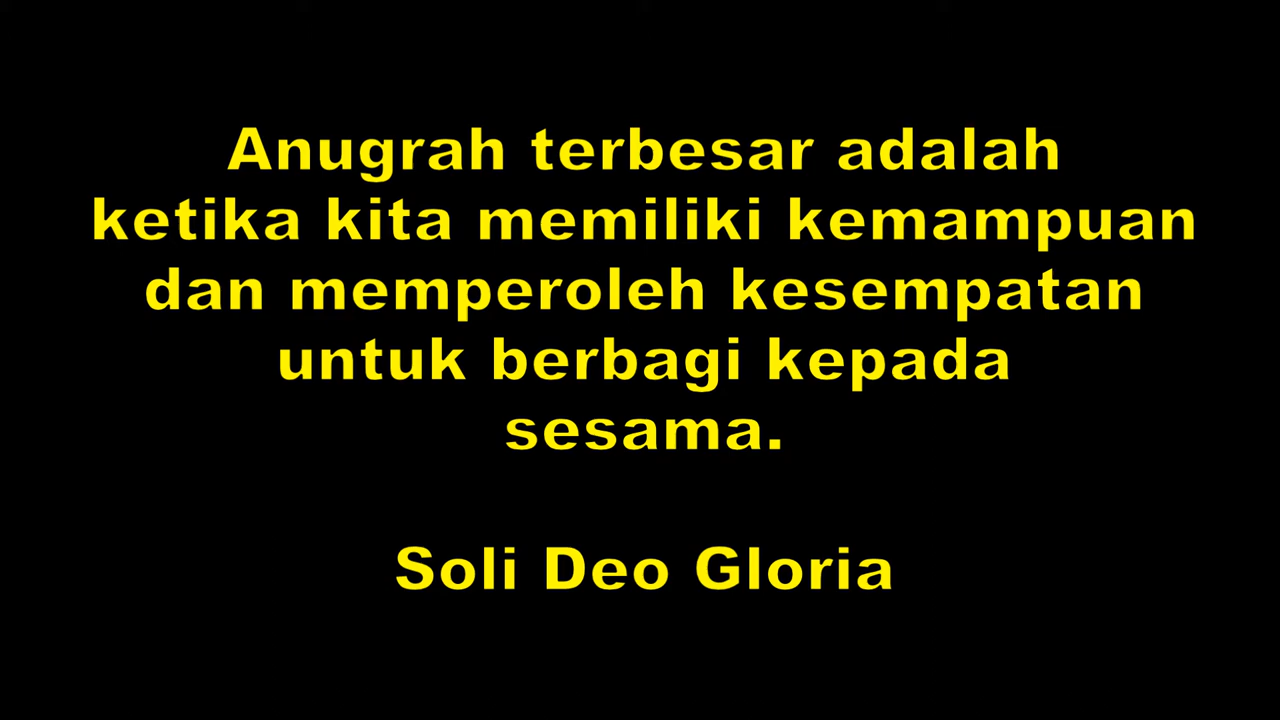 Anugrah terbesar adalah
ketika kita memiliki kemampuan
dan memperoleh kesempatan
untuk berbagi kepada
sesama.
Soli Deo Gloria